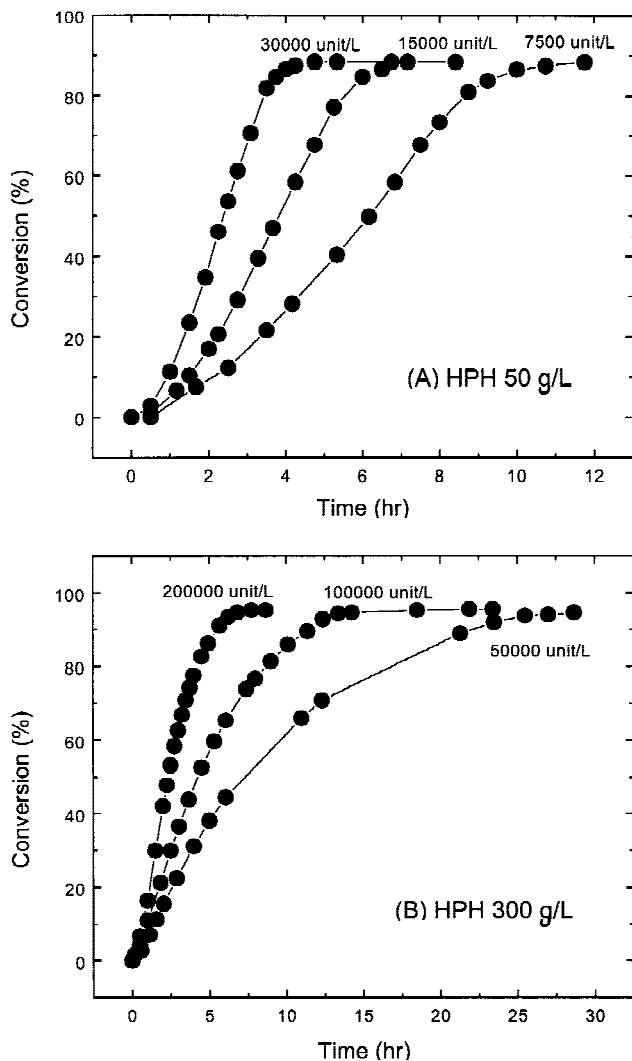 100
30000 unit/L 15000 unit/L 7500 unit/L
80
60
40
20
0
Conversion (%)
(A) HPH 50 g/L
0 2 4 6 8 10 12
Time (hr)
100
200000 unit/L 100000 unit/L
80
50000 unit/L
60
40
20
0
Conversion (%)
(B) HPH 300 g/L
0 5 10 15 20 25 30
Time (hr)